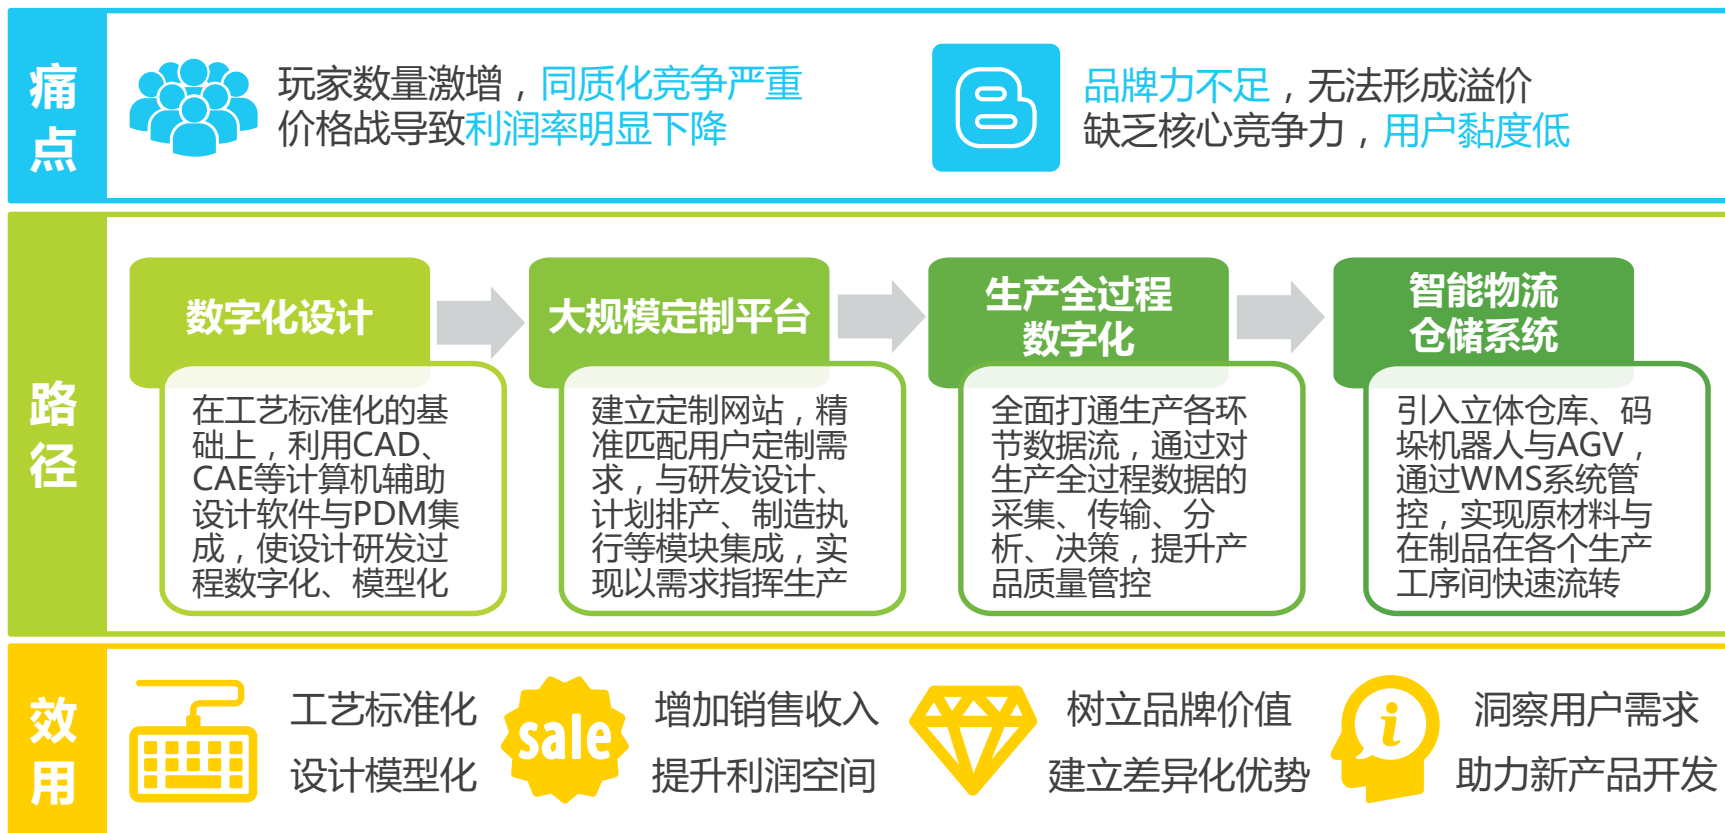 痛点
玩家数量激增，同质化竞争严重
价格战导致利润率明显下降
品牌力不足，无法形成溢价
缺乏核心竞争力，用户黏度低
路径
数字化设计
在工艺标准化的基
础上，利用CAD、
CAE等计算机辅助
设计软件与PDM集
成，使设计研发过
程数字化、模型化
大规模定制平台
建立定制网站，精
准匹配用户定制需
求，与研发设计、
计划排产、制造执
行等模块集成，实
现以需求指挥生产
生产全过程
数字化
全面打通生产各环
节数据流，通过对
生产全过程数据的
采集、传输、分
析、决策，提升产
品质量管控
智能物流
仓储系统
引入立体仓库、码
垛机器人与AGV，
通过WMS系统管
控，实现原材料与
在制品在各个生产
工序间快速流转
效用
工艺标准化
设计模型化
sale
增加销售收入
提升利润空间
树立品牌价值
建立差异化优势
i
洞察用户需求
助力新产品开发